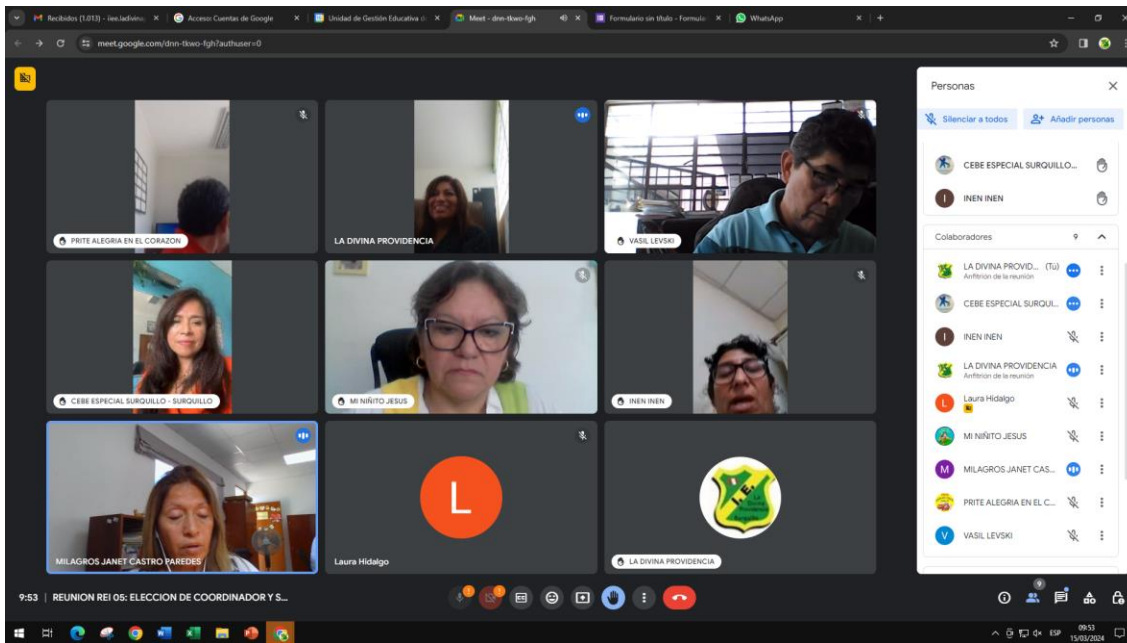 Recibidos (1.013) - iiee.ladivina
Acceso: Cuentas de Google
Unidad de Gestión Educativa
Meet - dnn-tkwo-fgh
Formulario sin título - Formula
WhatsApp
meet.google.com/dnn-tkwo-fgh?authuser=0
PRITE ALEGRIA EN EL CORAZON
LA DIVINA PROVIDENCIA
VASIL LEVSKI
CEBE ESPECIAL SURQUILLO - SURQUILLO
MI NIÑITO JESUS
INEN INEN
MILAGROS JANET CASTRO PAREDES
L
Laura Hidalgo
I. E.
LA DIVINA PROVIDENCIA
Personas
Silenciar a todos
Añadir personas
CEBE ESPECIAL SURQUILLO...
I INEN INEN
Colaboradores 9
LA DIVINA PROVID... (Tú)
Anfitrión de la reunión
CEBE ESPECIAL SURQUI...
I INEN INEN
LA DIVINA PROVIDENCIA
Anfitrión de la reunión
L Laura Hidalgo
MI NIÑITO JESUS
M MILAGROS JANET CAS...
PRITE ALEGRIA EN EL C...
V VASIL LEVSKI
9:53 | REUNION REI 05: ELECCION DE COORDINADOR Y S...
9
ESP
09:53
15/03/2024